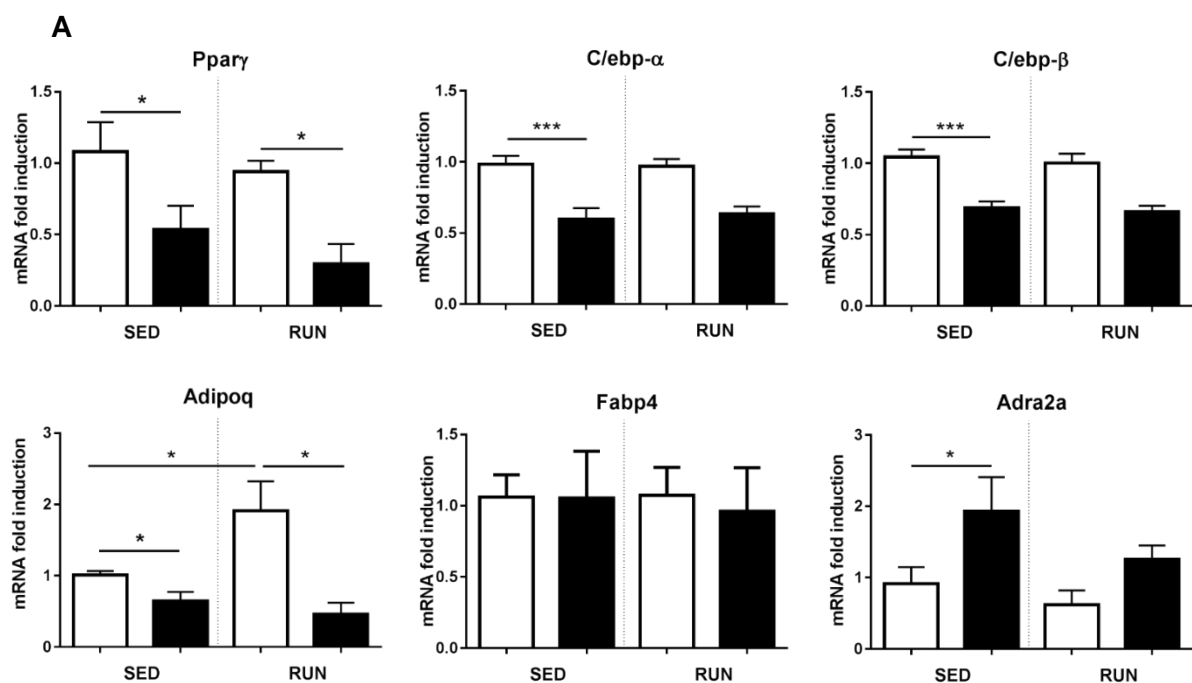 A
Pparγ
mRNA fold induction
1.5
1.0
0.5
0.0
*
*
SED
RUN
C/ebp-α
mRNA fold induction
1.5
1.0
0.5
0.0
***
SED
RUN
C/ebp-β
mRNA fold induction
1.5
1.0
0.5
0.0
***
SED
RUN
Adipoq
mRNA fold induction
3
2
1
0
*
*
*
SED
RUN
Fabp4
mRNA fold induction
1.5
1.0
0.5
0.0
SED
RUN
Adra2a
mRNA fold induction
3
2
1
0
*
SED
RUN